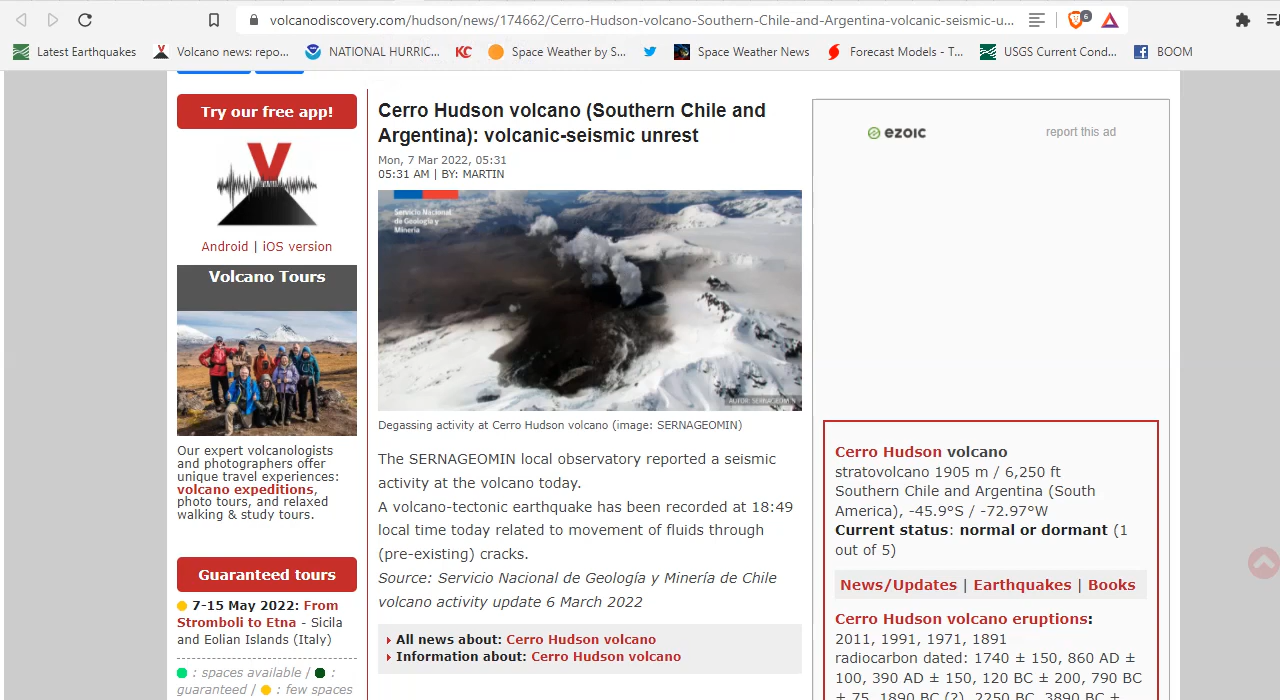 volcanodiscovery.com/hudson/news/174662/Cerro-Hudson-volcano-Southern-Chile-and-Argentina-volcanic-seismic-u...
6
Latest Earthquakes
Volcano news: repo...
NATIONAL HURRIC...
KC
Space Weather by S...
Space Weather News
Forecast Models - T...
USGS Current Cond...
BOOM
Try our free app!
Android | iOS version
Volcano Tours
Our expert volcanologists
and photographers offer
unique travel experiences:
volcano expeditions,
photo tours, and relaxed
walking & study tours.
Guaranteed tours
7-15 May 2022: From
Stromboli to Etna - Sicila
and Eolian Islands (Italy)
: spaces available / :
guaranteed / : few spaces
Cerro Hudson volcano (Southern Chile and
Argentina): volcanic-seismic unrest
Mon, 7 Mar 2022, 05:31
05:31 AM | BY: MARTIN
Servicio Nacional
de Geología y
Minería
AUTOR: SERNAGEOMIN
Degassing activity at Cerro Hudson volcano (image: SERNAGEOMIN)
The SERNAGEOMIN local observatory reported a seismic
activity at the volcano today.
A volcano-tectonic earthquake has been recorded at 18:49
local time today related to movement of fluids through
(pre-existing) cracks.
Source: Servicio Nacional de Geología y Minería de Chile
volcano activity update 6 March 2022
All news about: Cerro Hudson volcano
Information about: Cerro Hudson volcano
ezoic
report this ad
Cerro Hudson volcano
stratovolcano 1905 m / 6,250 ft
Southern Chile and Argentina (South
America), -45.9°S / -72.97°W
Current status: normal or dormant (1
out of 5)
News/Updates | Earthquakes | Books
Cerro Hudson volcano eruptions:
2011, 1991, 1971, 1891
radiocarbon dated: 1740 ± 150, 860 AD ±
100, 390 AD ± 150, 120 BC ± 200, 790 BC
± 75, 1890 BC (?), 2250 BC, 3890 BC ±